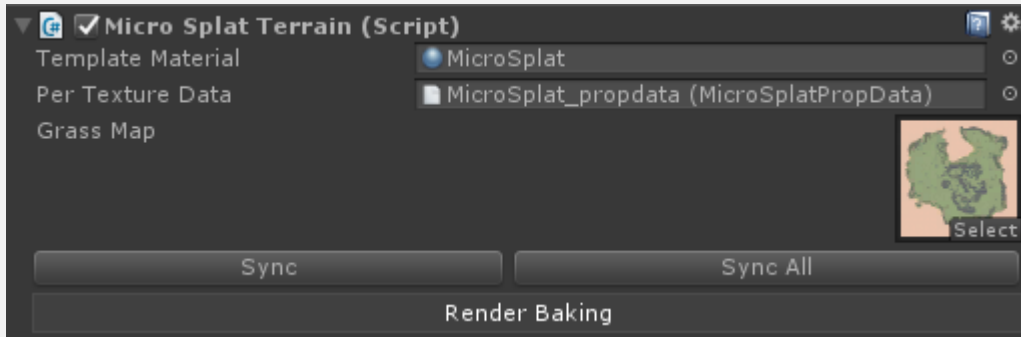 Micro Splat Terrain (Script)
Template Material MicroSplat
Per Texture Data MicroSplat_propdata (MicroSplatPropData)
Grass Map
Select
Sync Sync All
Render Baking